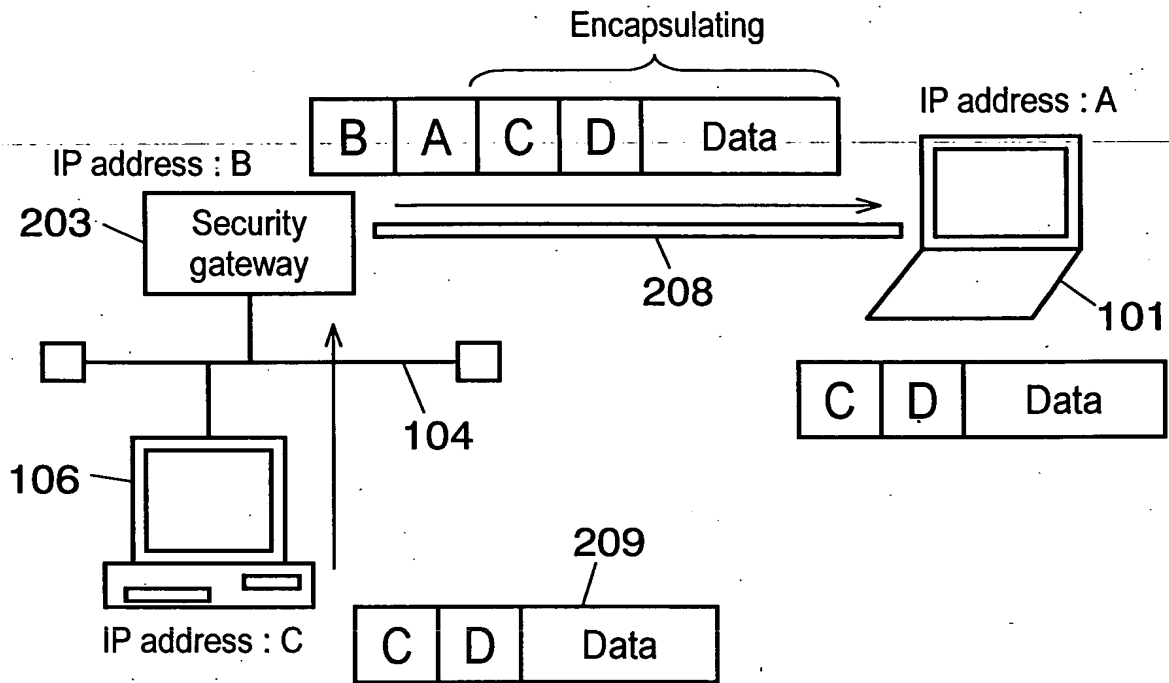 Encapsulating
B A C D Data
IP address : A
IP address : B
203
Security
gateway
208
101
C D Data
104
106
209
C D Data
IP address : C